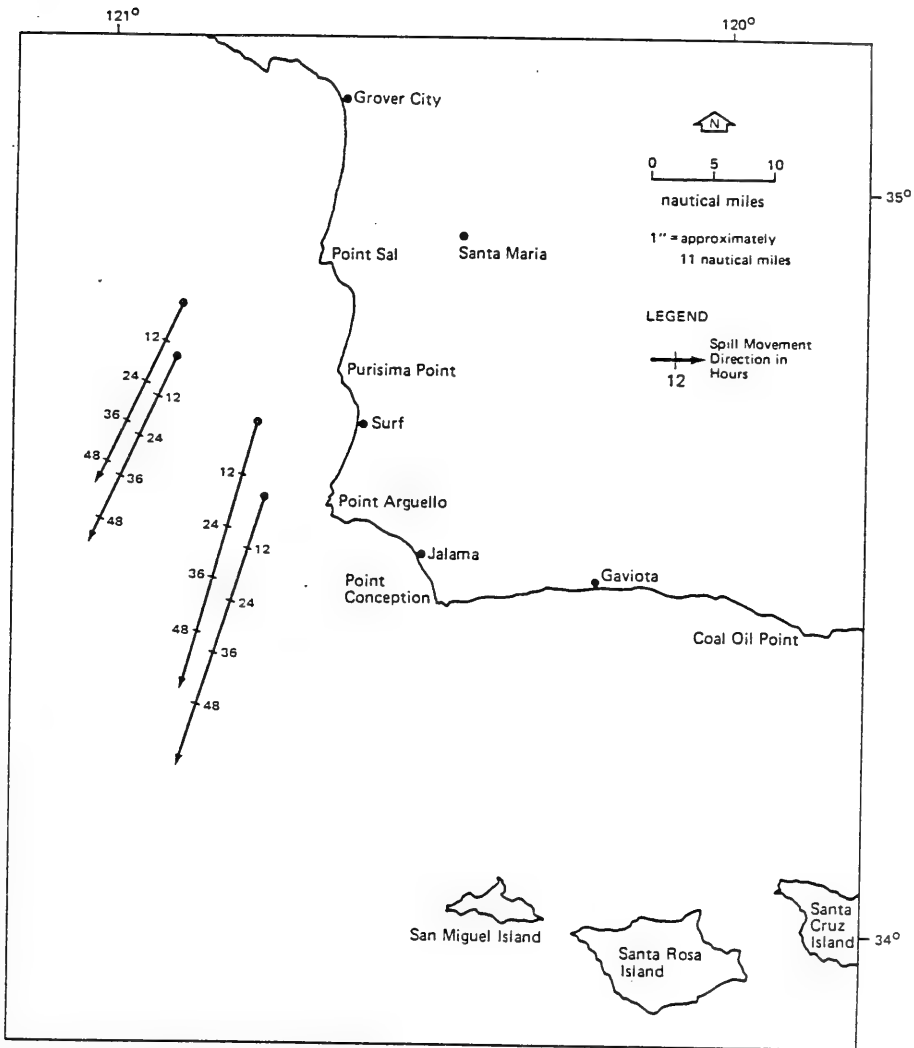 121°
120°
Grover City
N
0 5 10
nautical miles
35°
1" = approximately
11 nautical miles
Point Sal
Santa Maria
LEGEND
Spill Movement
Direction in
Hours
12
12
24
36
48
12
24
36
48
Purisima Point
Surf
12
24
36
48
12
24
36
48
Point Arguello
Jalama
Point
Conception
Gaviota
Coal Oil Point
San Miguel Island
Santa Rosa
Island
Santa
Cruz
Island
34°